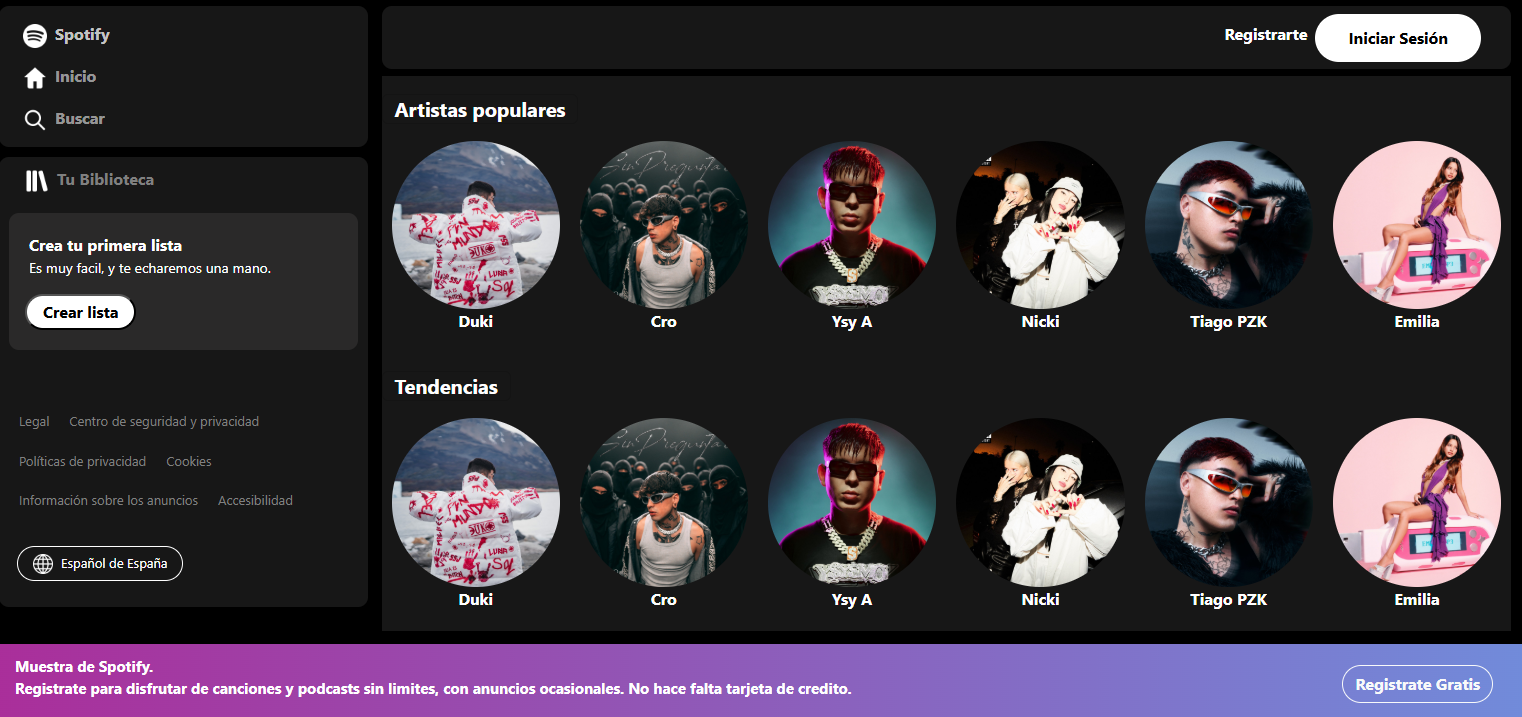 Spotify
Inicio
Buscar
Tu Biblioteca
Crea tu primera lista
Es muy facil, y te echaremos una mano.
Crear lista
Legal Centro de seguridad y privacidad
Políticas de privacidad Cookies
Información sobre los anuncios Accesibilidad
Español de España
Registrarte Iniciar Sesión
Artistas populares
Duki Cro Ysy A Nicki Tiago PZK Emilia
Tendencias
Duki Cro Ysy A Nicki Tiago PZK Emilia
Muestra de Spotify.
Registrate para disfrutar de canciones y podcasts sin limites, con anuncios ocasionales. No hace falta tarjeta de credito.
Registrate Gratis